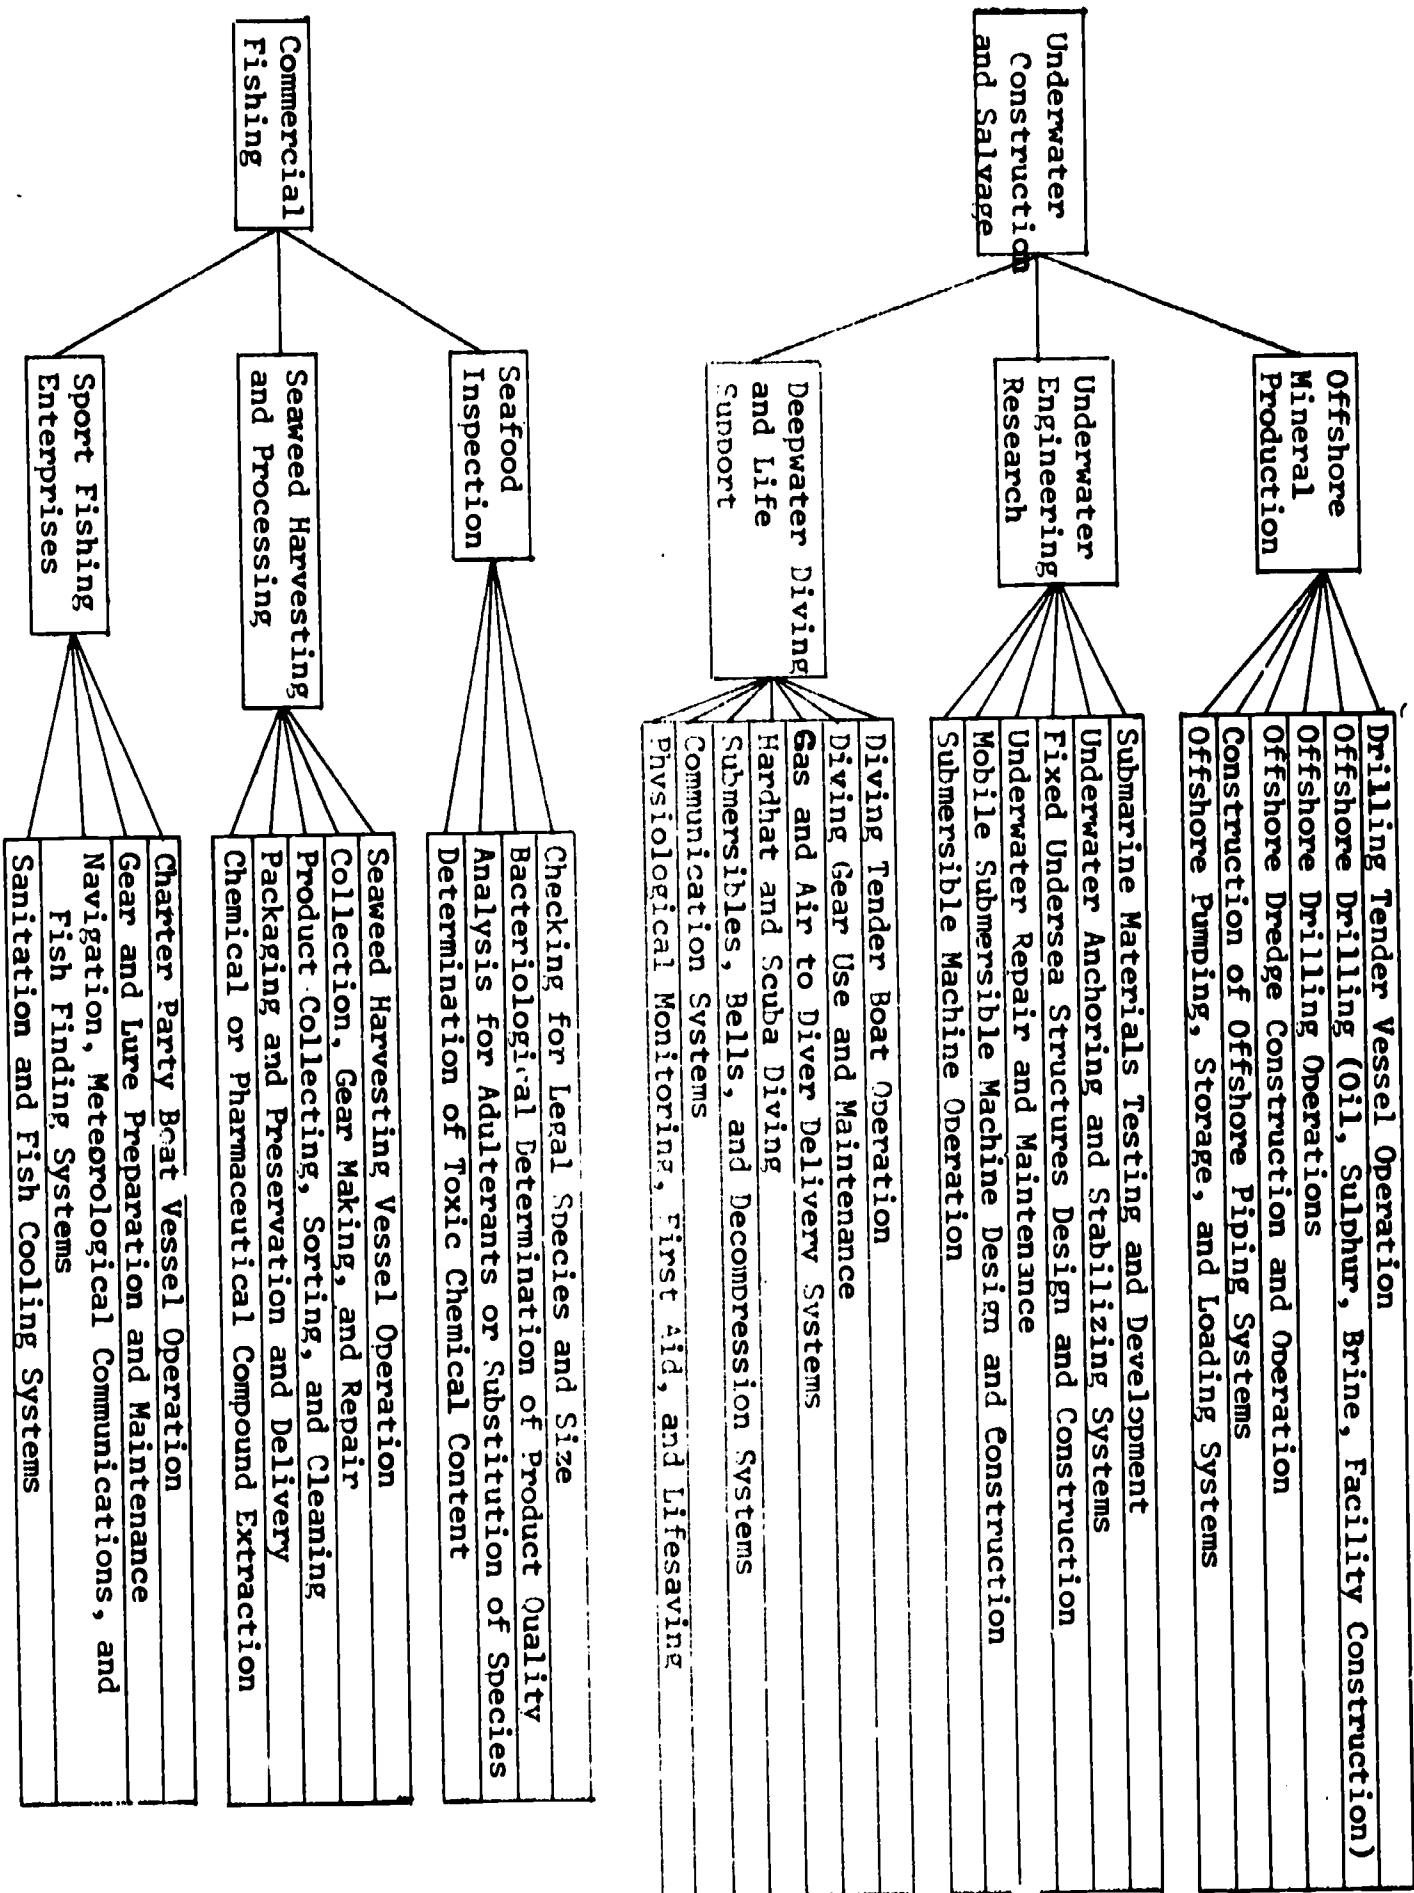 Underwater
Construction
and Salvage
Offshore
Mineral
Production
Drilling Tender Vessel Operation
Offshore Drilling (Oil, Sulphur, Brine, Facility Construction)
Offshore Drilling Operations
Offshore Dredge Construction and Operation
Construction of Offshore Piping Systems
Offshore Pumping, Storage, and Loading Systems
Underwater
Engineering
Research
Submarine Materials Testing and Development
Underwater Anchoring and Stabilizing Systems
Fixed Undersea Structures Design and Construction
Underwater Repair and Maintenance
Mobile Submersible Machine Design and Construction
Submersible Machine Operation
Deepwater Diving
and Life
Support
Diving Tender Boat Operation
Diving Gear Use and Maintenance
Gas and Air to Diver Delivery Systems
Hardhat and Scuba Diving
Submersibles, Bells, and Decompression Systems
Communication Systems
Physiological Monitoring, First Aid, and Lifesaving
Commercial
Fishing
Seafood
Inspection
Checking for Legal Species and Size
Bacteriological Determination of Product Quality
Analysis for Adulterants or Substitution of Species
Determination of Toxic Chemical Content
Seaweed Harvesting
and Processing
Seaweed Harvesting Vessel Operation
Collection, Gear Making, and Repair
Product Collecting, Sorting, and Cleaning
Packaging and Preservation and Delivery
Chemical or Pharmaceutical Compound Extraction
Sport Fishing
Enterprises
Charter Party Boat Vessel Operation
Gear and Lure Preparation and Maintenance
Navigation, Meteorological Communications, and
Fish Finding Systems
Sanitation and Fish Cooling Systems